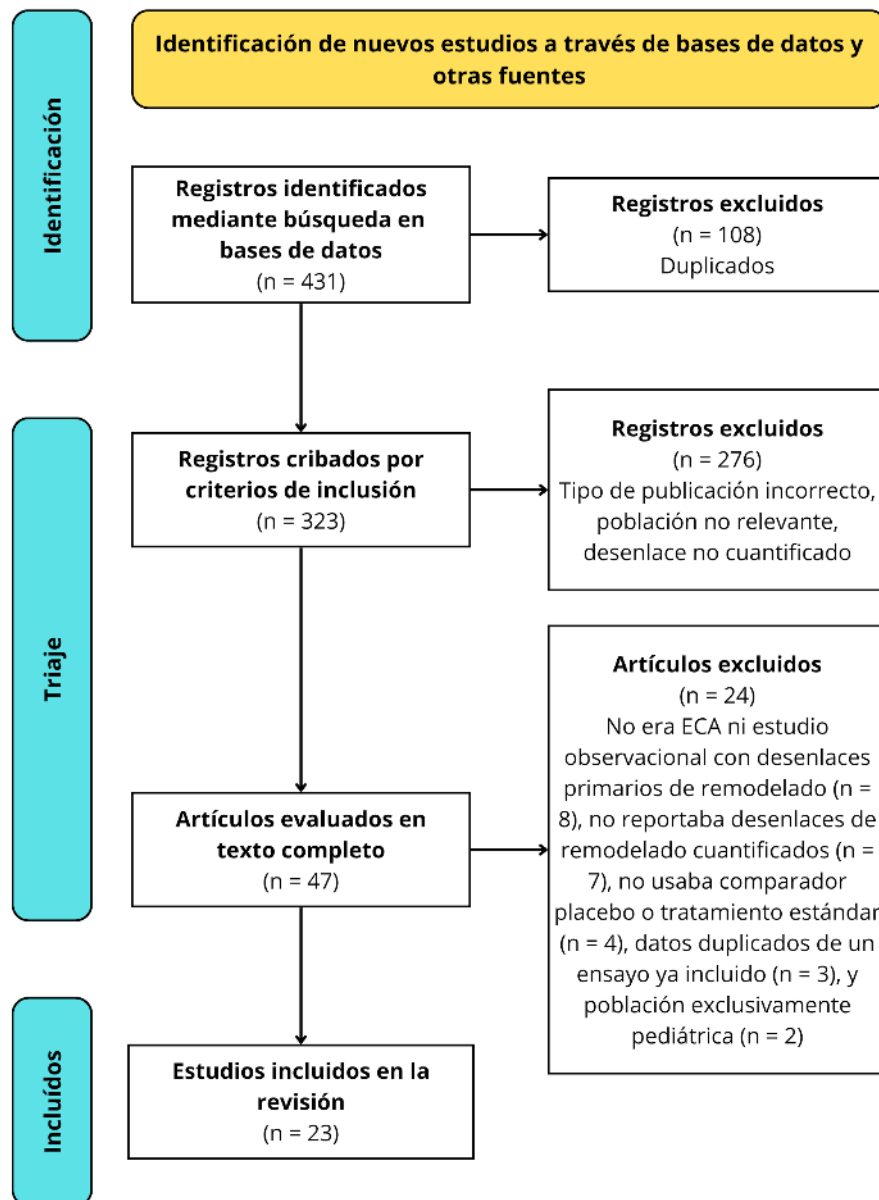 Identificación de nuevos estudios a través de bases de datos y
otras fuentes
Identificación
Registros identificados
mediante búsqueda en
bases de datos
(n = 431)
Registros excluidos
(n = 108)
Duplicados
Triaje
Registros cribados por
criterios de inclusión
(n = 323)
Registros excluidos
(n = 276)
Tipo de publicación incorrecto,
población no relevante,
desenlace no cuantificado
Artículos evaluados en
texto completo
(n = 47)
Artículos excluidos
(n = 24)
No era ECA ni estudio
observacional con desenlaces
primarios de remodelado (n =
8), no reportaba desenlaces de
remodelado cuantificados (n =
7), no usaba comparador
placebo o tratamiento estándar
(n = 4), datos duplicados de un
ensayo ya incluido (n = 3), y
población exclusivamente
pediátrica (n = 2)
Incluídos
Estudios incluidos en la
revisión
(n = 23)